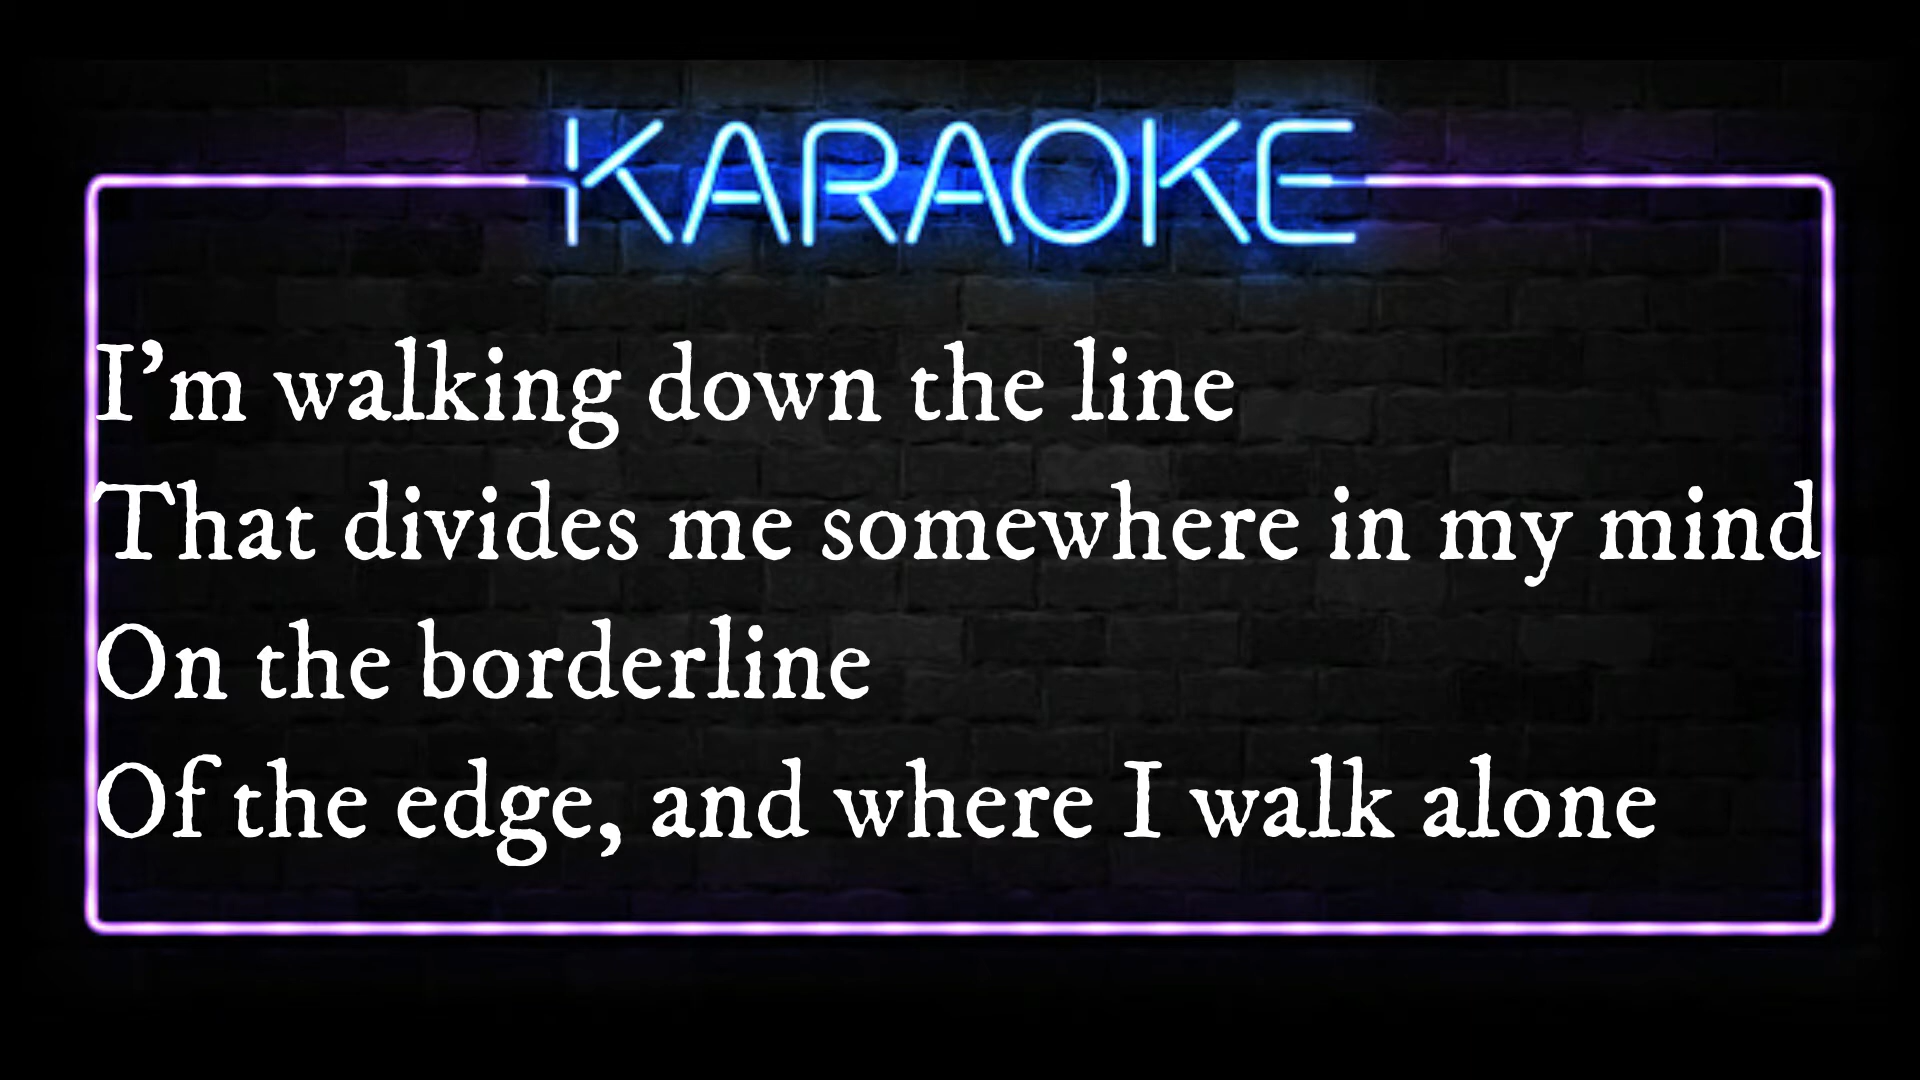 KARAOKE
I’m walking down the line
That divides me somewhere in my mind
On the borderline
Of the edge, and where I walk alone